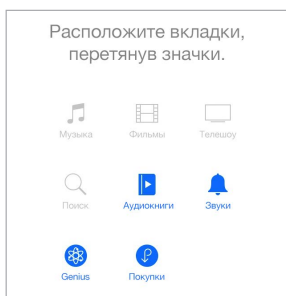 Расположите вкладки,
перетянув значки.
Музыка Фильмы Телешоу
Поиск Аудиокниги Звуки
Genius Покупки